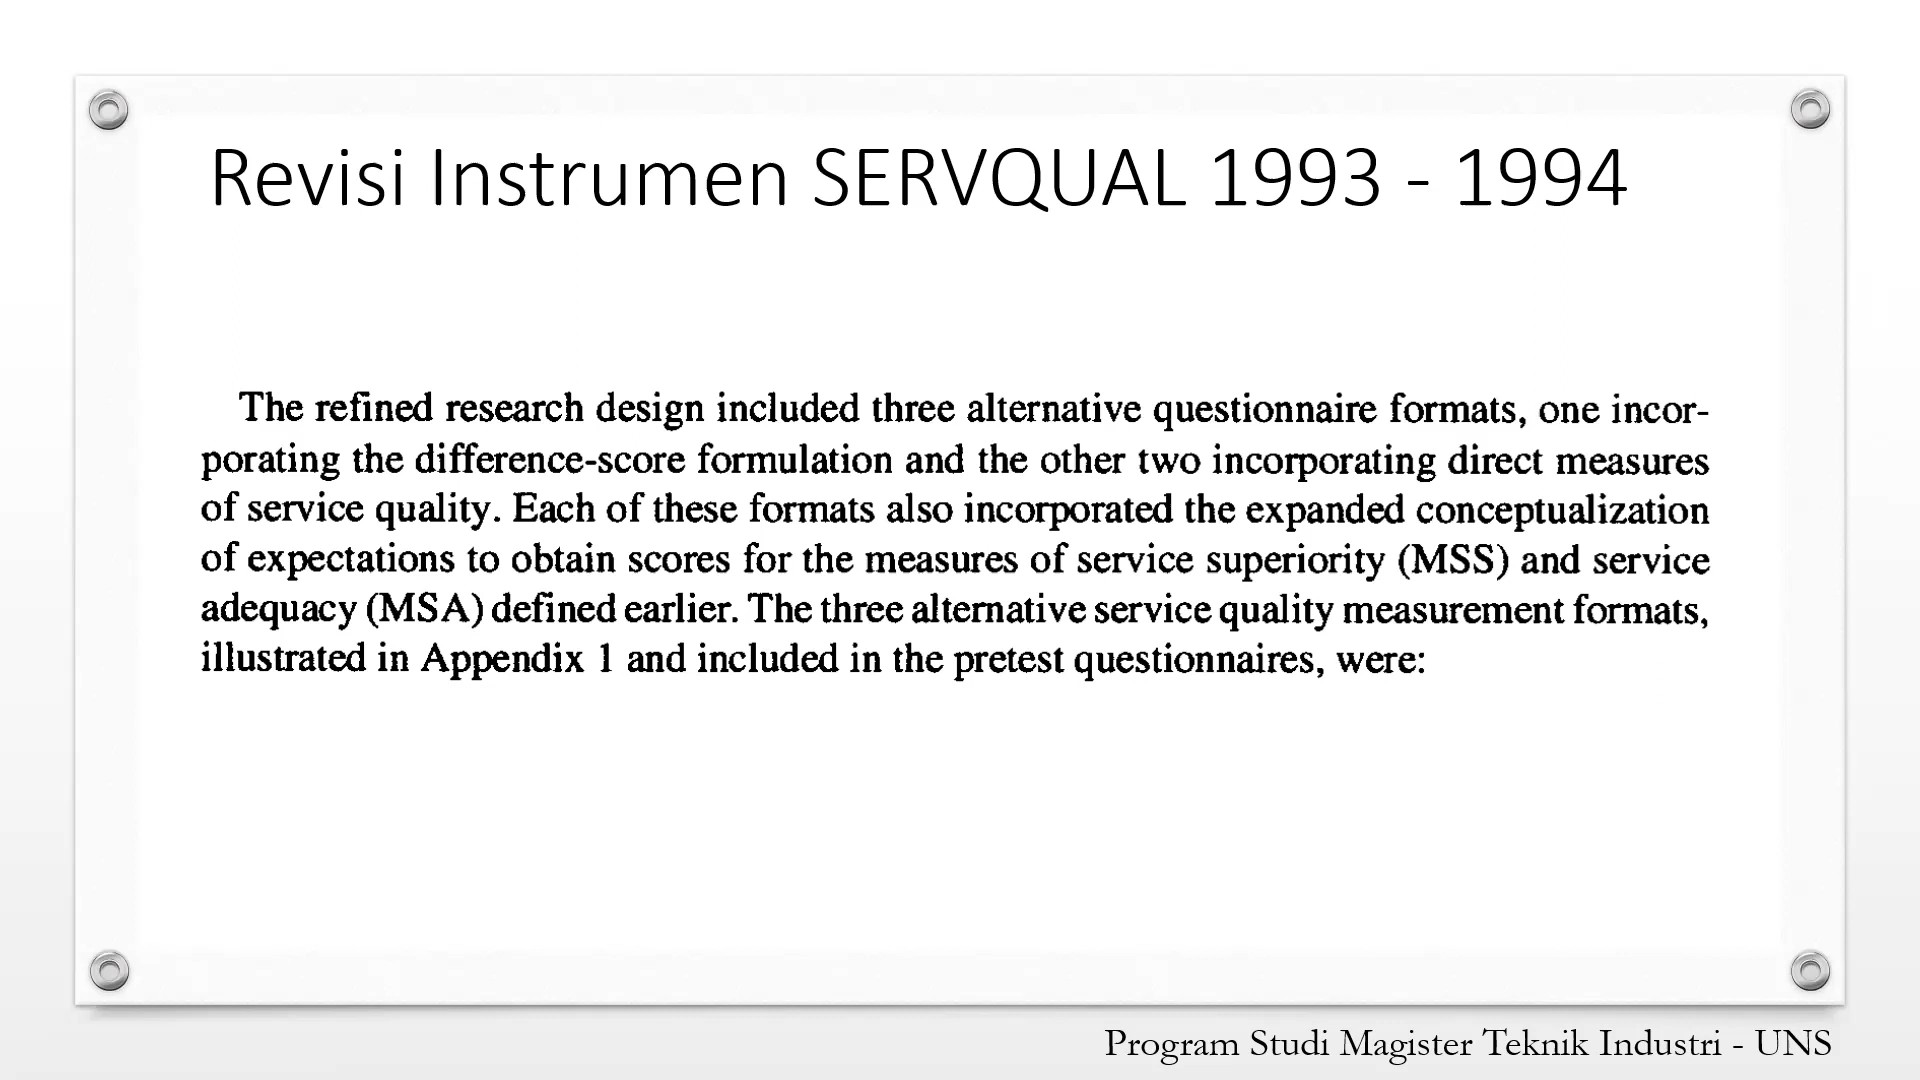 Revisi Instrumen SERVQUAL 1993 - 1994
The refined research design included three alternative questionnaire formats, one incor-
porating the difference-score formulation and the other two incorporating direct measures
of service quality. Each of these formats also incorporated the expanded conceptualization
of expectations to obtain scores for the measures of service superiority (MSS) and service
adequacy (MSA) defined earlier. The three alternative service quality measurement formats,
illustrated in Appendix 1 and included in the pretest questionnaires, were:
Program Studi Magister Teknik Industri - UNS